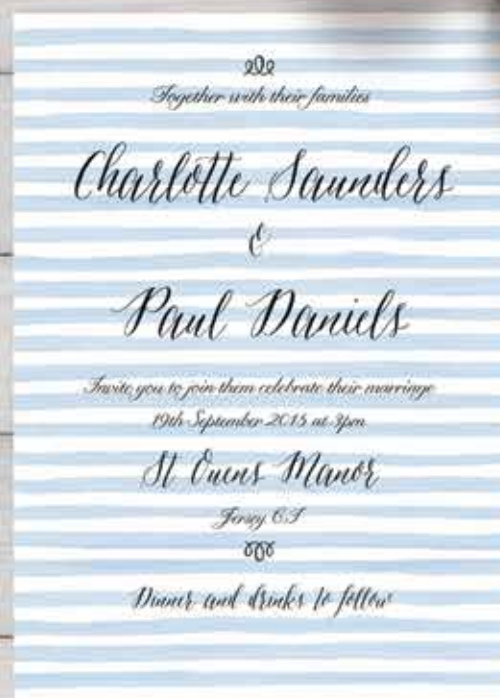 Together with their families
Charlotte Saunders
&
Paul Daniels
Invite you to join them celebrate their marriage
19th September 2015 at 3pm
St Ouens Manor
Jersey C.I
Dinner and drinks to follow